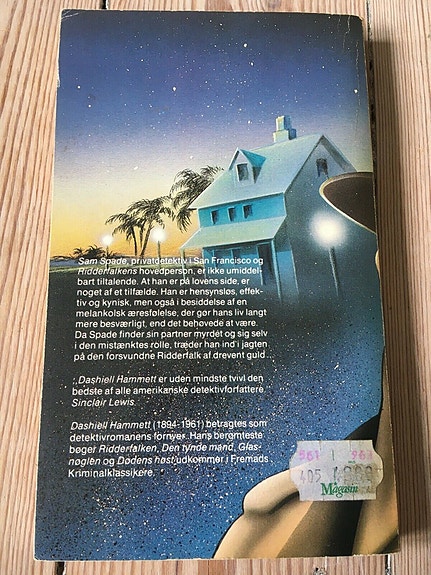 Sam Spade, privatdetektiv i San Francisco og
Ridderfalkens hovedperson, er ikke umiddel-
bart tiltalende. At han er på lovens side, er
noget af et tilfælde. Han er hensynsløs, effek-
tiv og kynisk, men også i besiddelse af en
melankolsk æresfølelse, der gør hans liv langt
mere besværligt, end det behøvede at være.
Da Spade finder sin partner myrdet og sig selv
i den mistænktes rolle, træder han ind i jagten
på den forsvundne Ridderfalk af drevent guld...
»Dashiell Hammett er uden mindste tvivl den
bedste af alle amerikanske detektivforfattere.
Sinclair Lewis.
Dashiell Hammett (1894-1961) betragtes som
detektivromanens fornyer. Hans berømteste
bøger Ridderfalken, Den tynde mand, Glas-
nøglen og Dødens høst udkommer i Fremads
Kriminalklassikere.
405
Magasin